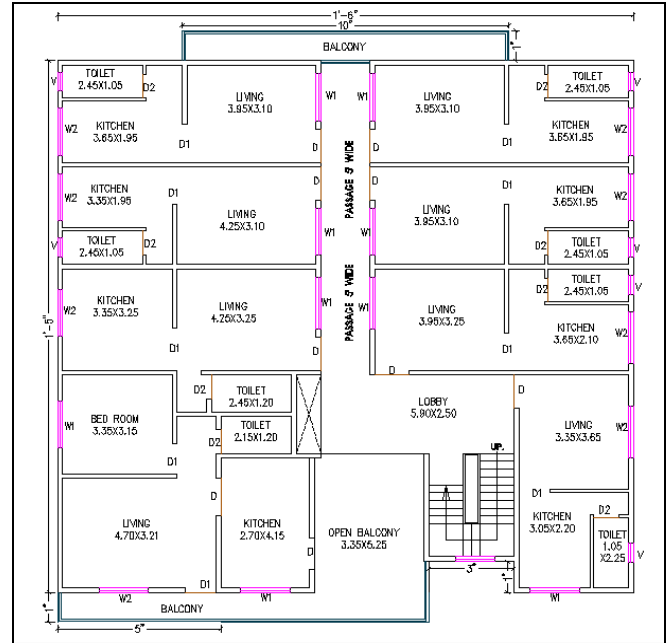 1'-6"
10"
BALCONY
1"
TOILET
2.45X1.05
D2
V
LIVING
3.95X3.10
W1
W1
LIVING
3.95X3.10
D2
TOILET
2.45X1.05
V
W2
KITCHEN
3.65X1.95
D1
D
PASSAGE 5' WIDE
D
D1
KITCHEN
3.65X1.95
W2
W2
KITCHEN
3.35X1.95
D1
D
D
D1
KITCHEN
3.65X1.95
W2
LIVING
4.25X3.10
W1
W1
LIVING
3.95X3.10
V
TOILET
2.45X1.05
D2
D2
TOILET
2.45X1.05
V
W2
KITCHEN
3.35X3.25
LIVING
4.25X3.25
W1
PASSAGE 5' WIDE
W1
LIVING
3.95X3.25
D2
TOILET
2.45X1.05
V
1'-5"
D1
D
D1
KITCHEN
3.65X2.10
W2
D
D2
TOILET
2.45X1.20
LOBBY
5.90X2.50
D
W1
BED ROOM
3.35X3.15
D2
TOILET
2.15X1.20
LIVING
3.35X3.65
W2
D1
UP.
D
D1
LIVING
4.70X3.21
KITCHEN
2.70X4.15
D
OPEN BALCONY
3.35X6.25
KITCHEN
3.05X2.20
D2
TOILET
1.05
X2.25
V
D1
W2
W1
3"
1"
W1
1"
BALCONY
5"